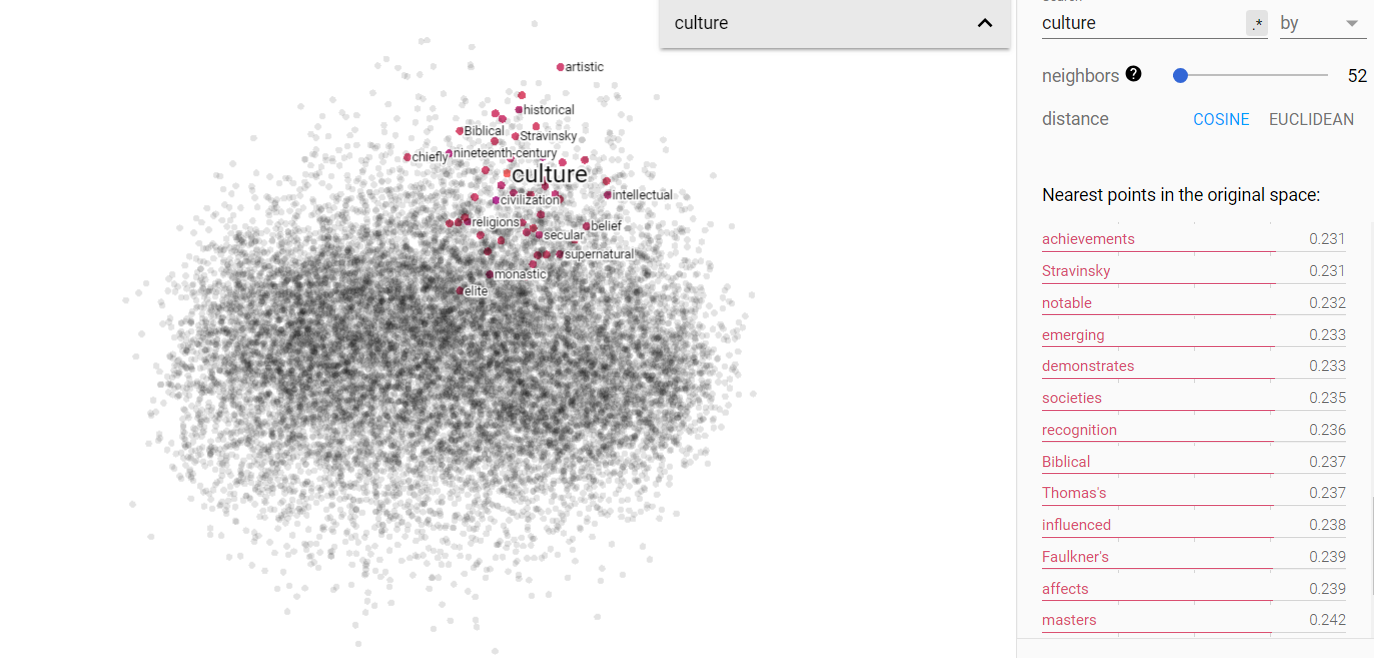 culture
artistic
historical
Biblical
Stravinsky
chiefly
nineteenth-century
culture
civilization
intellectual
religions
belief
secular
supernatural
monastic
elite
culture .* by
neighbors ? 52
distance COSINE EUCLIDEAN
Nearest points in the original space:
achievements 0.231
Stravinsky 0.231
notable 0.232
emerging 0.233
demonstrates 0.233
societies 0.235
recognition 0.236
Biblical 0.237
Thomas's 0.237
influenced 0.238
Faulkner's 0.239
affects 0.239
masters 0.242